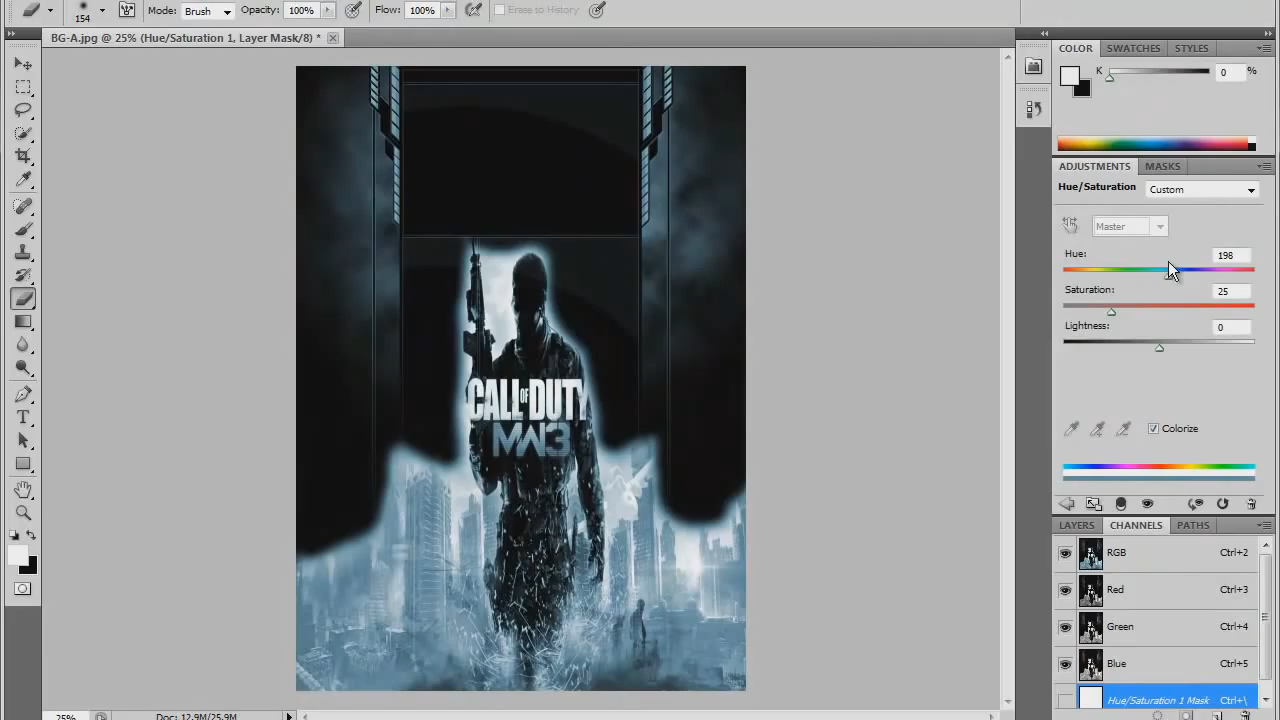 154 Mode: Brush Opacity: 100% Flow: 100% Erase to History
BG-A.jpg @ 25% (Hue/Saturation 1, Layer Mask/8) *
COLOR SWATCHES STYLES
K 0 %
ADJUSTMENTS MASKS
Hue/Saturation Custom
Master
Hue: 198
Saturation: 25
Lightness: 0
Colorize
CALL OF DUTY
MW3
LAYERS CHANNELS PATHS
RGB Ctrl+2
Red Ctrl+3
Green Ctrl+4
Blue Ctrl+5
Hue/Saturation 1 Mask Ctrl+\
25% Doc: 12.9M/25.9M